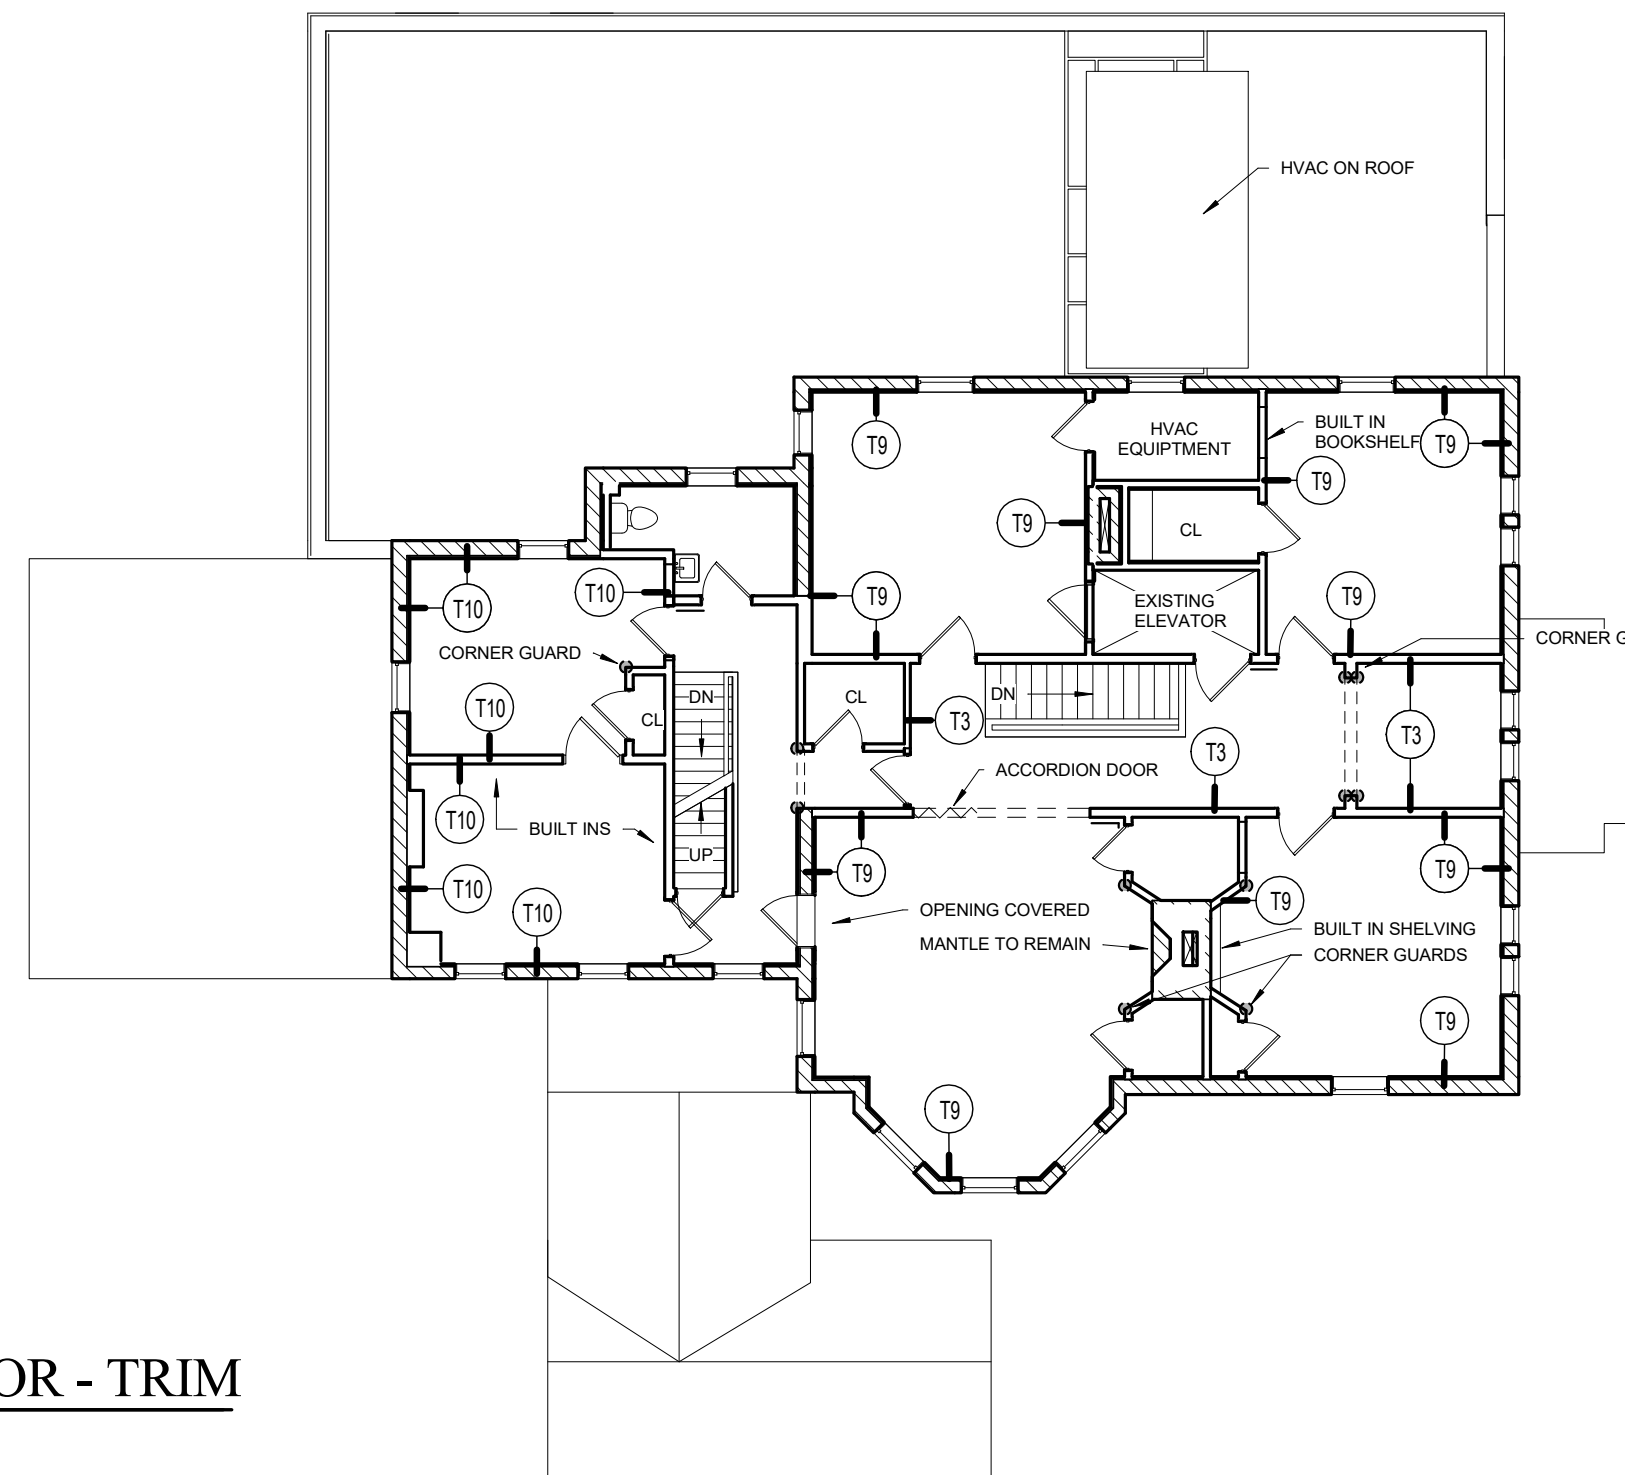 HVAC ON ROOF
HVAC
EQUIPTMENT
BUILT IN
BOOKSHELF
T9
T9
T9
T9
CL
T10
T10
T9
EXISTING
ELEVATOR
T9
CORNER G
CORNER GUARD
T10
CL
DN
CL
DN
T3
T3
T3
ACCORDION DOOR
T10
BUILT INS
UP
T9
T9
T10
T10
T9
OPENING COVERED
MANTLE TO REMAIN
BUILT IN SHELVING
CORNER GUARDS
T9
T9
OR - TRIM